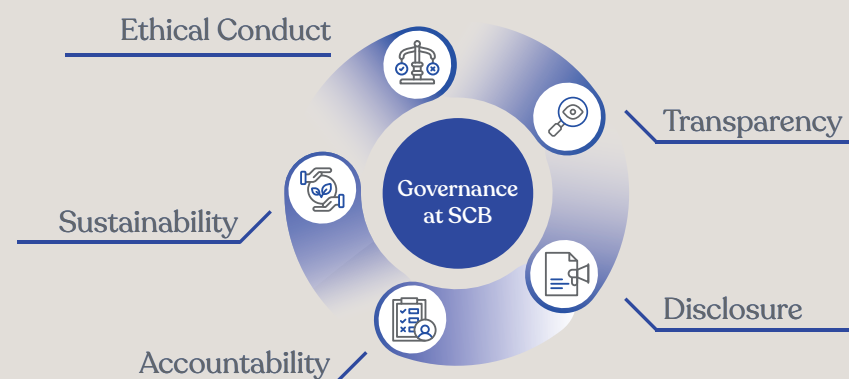 Ethical Conduct
Transparency
Governance
at SCB
Sustainability
Disclosure
Accountability